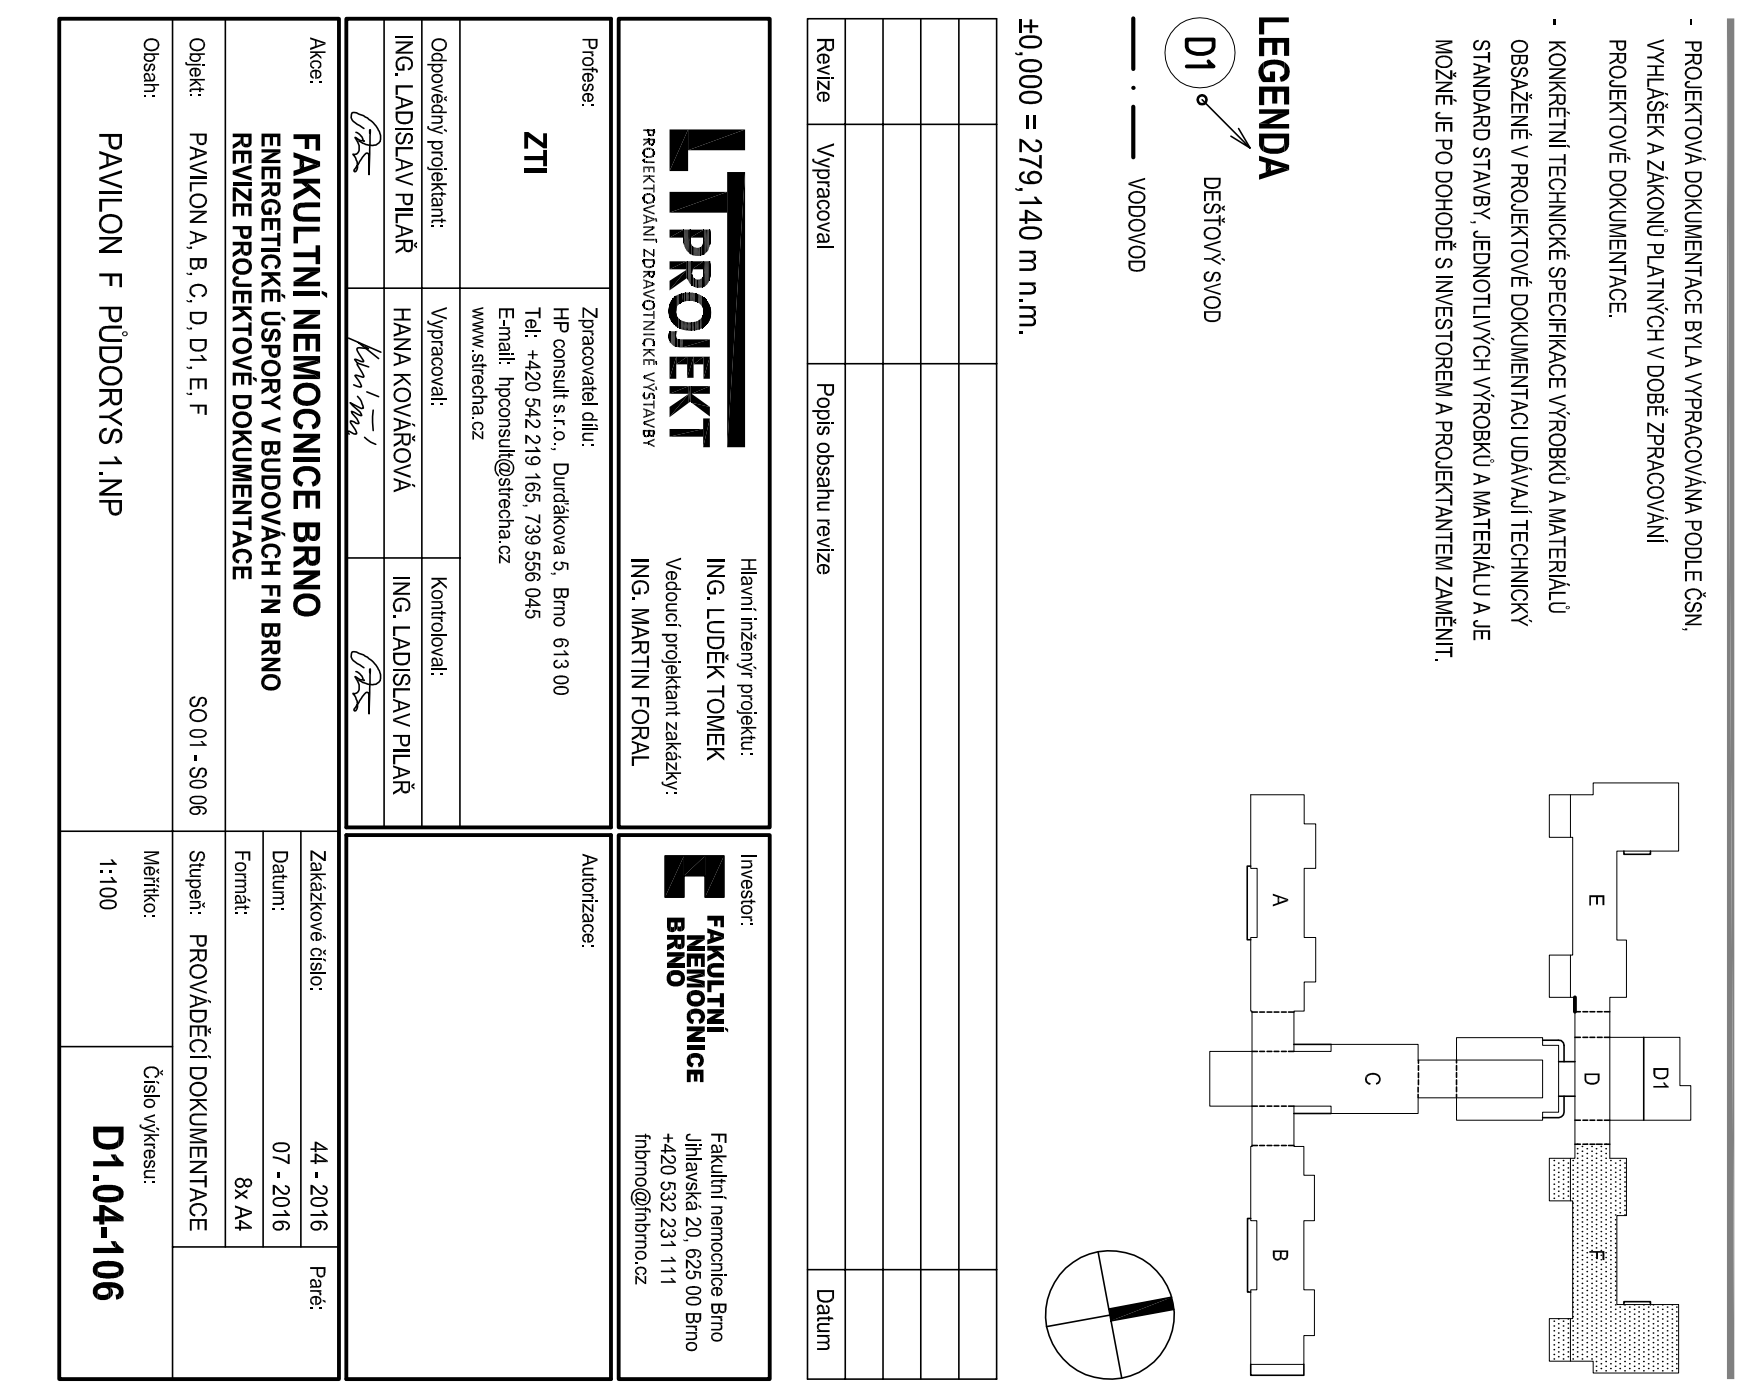 - PROJEKTOVÁ DOKUMENTACE BYLA VYPRACOVÁNA PODLE ČSN,
VYHLÁŠEK A ZÁKONŮ PLATNÝCH V DOBĚ ZPRACOVÁNÍ
PROJEKTOVÉ DOKUMENTACE.
- KONKRÉTNÍ TECHNICKÉ SPECIFIKACE VÝROBKŮ A MATERIÁLŮ
OBSAŽENÉ V PROJEKTOVÉ DOKUMENTACI UDÁVAJÍ TECHNICKÝ
STANDARD STAVBY, JEDNOTLIVÝCH VÝROBKŮ A MATERIÁLU A JE
MOŽNÉ JE PO DOHODĚ S INVESTOREM A PROJEKTANTEM ZAMĚNIT.
E
D1
D
F
A
C
B
LEGENDA
D1
DEŠŤOVÝ SVOD
VODOVOD
±0,000 = 279,140 m n.m.
Revize
Vypracoval
Popis obsahu revize
Datum
LT PROJEKT
PROJEKTOVÁNÍ ZDRAVOTNICKÉ VÝSTAVBY
Hlavní inženýr projektu:
ING. LUDĚK TOMEK
Vedoucí projektant zakázky:
ING. MARTIN FORAL
Investor:
FAKULTNÍ
NEMOCNICE
BRNO
Fakultní nemocnice Brno
Jihlavská 20, 625 00 Brno
+420 532 231 111
fnbrno@fnbrno.cz
Profese:
ZTI
Zpracovatel dílu:
HP consult s.r.o., Durďákova 5, Brno 613 00
Tel: +420 542 219 165, 739 556 045
E-mail: hpconsult@strecha.cz
www.strecha.cz
Autorizace:
Odpovědný projektant:
ING. LADISLAV PILAŘ
Vypracoval:
HANA KOVÁŘOVÁ
Kontroloval:
ING. LADISLAV PILAŘ
Akce:
FAKULTNÍ NEMOCNICE BRNO
ENERGETICKÉ ÚSPORY V BUDOVÁCH FN BRNO
REVIZE PROJEKTOVÉ DOKUMENTACE
Zakázkové číslo: 44 - 2016
Datum: 07 - 2016
Formát: 8x A4
Paré:
Objekt: PAVILON A, B, C, D, D1, E, F SO 01 - S0 06
Stupeň: PROVÁDĚCÍ DOKUMENTACE
Obsah:
PAVILON F PŮDORYS 1.NP
Měřítko:
1:100
Číslo výkresu:
D1.04-106